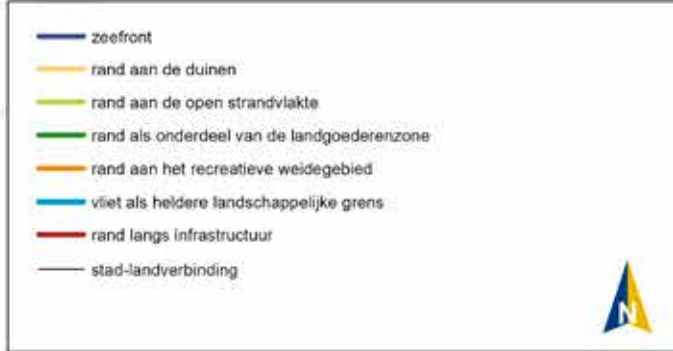 zeefront
rand aan de duinen
rand aan de open strandvlakte
rand als onderdeel van de landgoederenzone
rand aan het recreatieve weidegebied
vliet als heldere landschappelijke grens
rand langs infrastructuur
stad-landverbinding
N